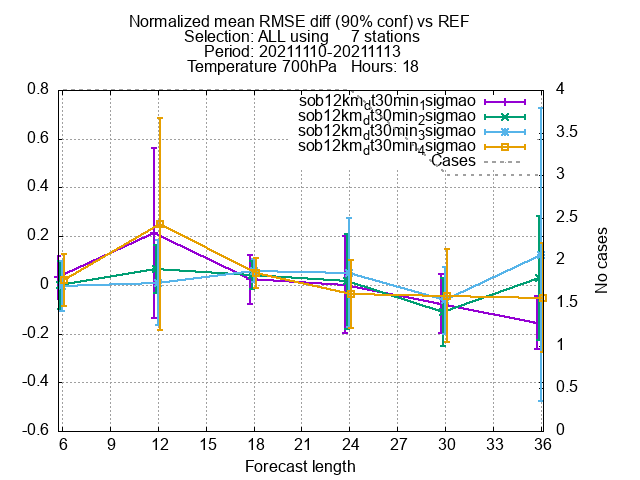 Normalized mean RMSE diff (90% conf) vs REF
Selection: ALL using     7 stations
Period: 20211110-20211113
Temperature 700hPa   Hours: 18
sob12km_dt30min_1sigmao
sob12km_dt30min_2sigmao
sob12km_dt30min_3sigmao
sob12km_dt30min_4sigmao
Cases
0.8
0.6
0.4
0.2
0
-0.2
-0.4
-0.6
4
3.5
3
2.5
2
1.5
1
0.5
0
No cases
6 9 12 15 18 21 24 27 30 33 36
Forecast length